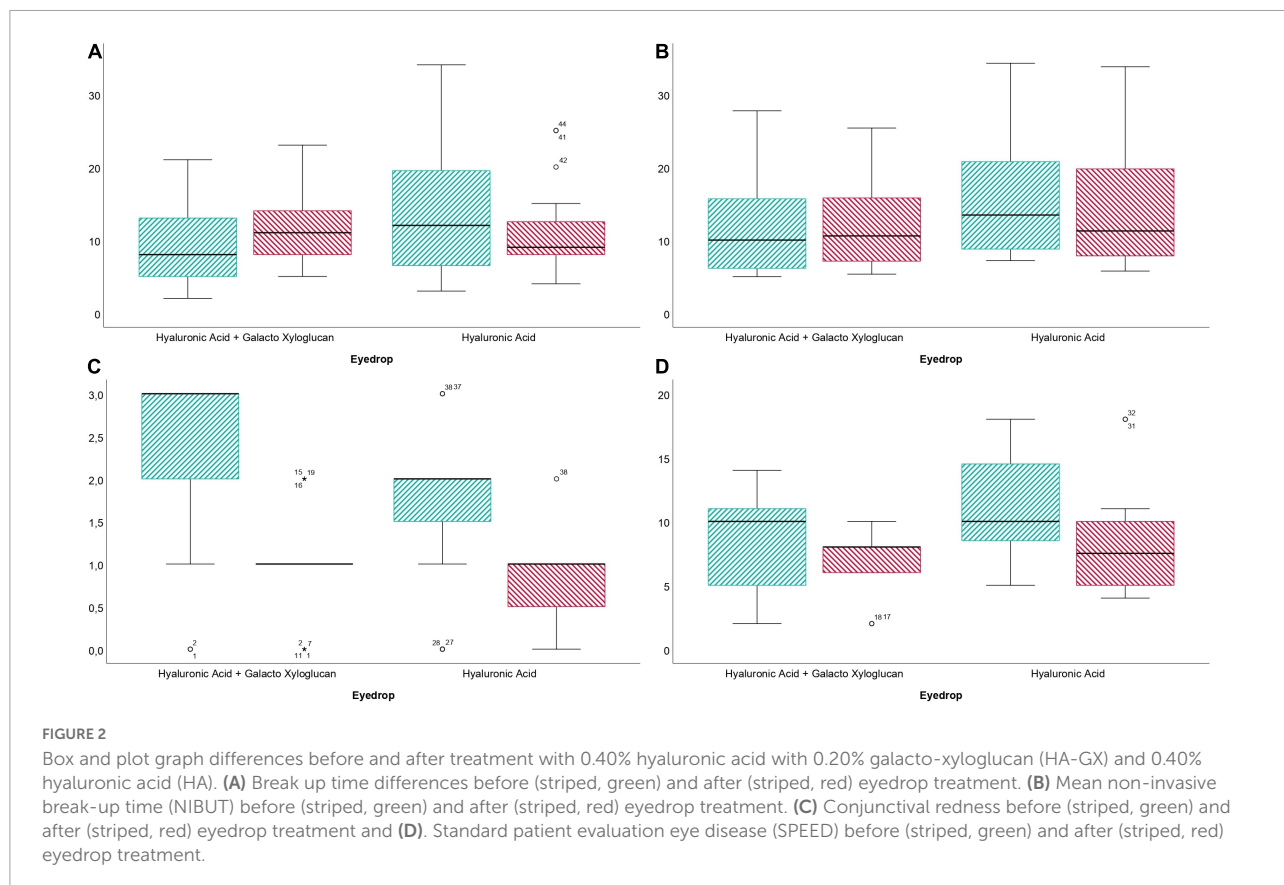 A
30
20
10
0
44
41
42
Hyaluronic Acid + Galacto Xyloglucan
Hyaluronic Acid
Eyedrop
B
30
20
10
0
Hyaluronic Acid + Galacto Xyloglucan
Hyaluronic Acid
Eyedrop
C
3,0
2,5
2,0
1,5
1,0
0,5
0,0
2
1
15 19
16
2 7
11 1
38 37
28 27
38
Hyaluronic Acid + Galacto Xyloglucan
Hyaluronic Acid
Eyedrop
D
20
15
10
5
0
18 17
32
31
Hyaluronic Acid + Galacto Xyloglucan
Hyaluronic Acid
Eyedrop
FIGURE 2
Box and plot graph differences before and after treatment with 0.40% hyaluronic acid with 0.20% galacto-xyloglucan (HA-GX) and 0.40%
hyaluronic acid (HA). (A) Break up time differences before (striped, green) and after (striped, red) eyedrop treatment. (B) Mean non-invasive
break-up time (NIBUT) before (striped, green) and after (striped, red) eyedrop treatment. (C) Conjunctival redness before (striped, green) and
after (striped, red) eyedrop treatment and (D). Standard patient evaluation eye disease (SPEED) before (striped, green) and after (striped, red)
eyedrop treatment.